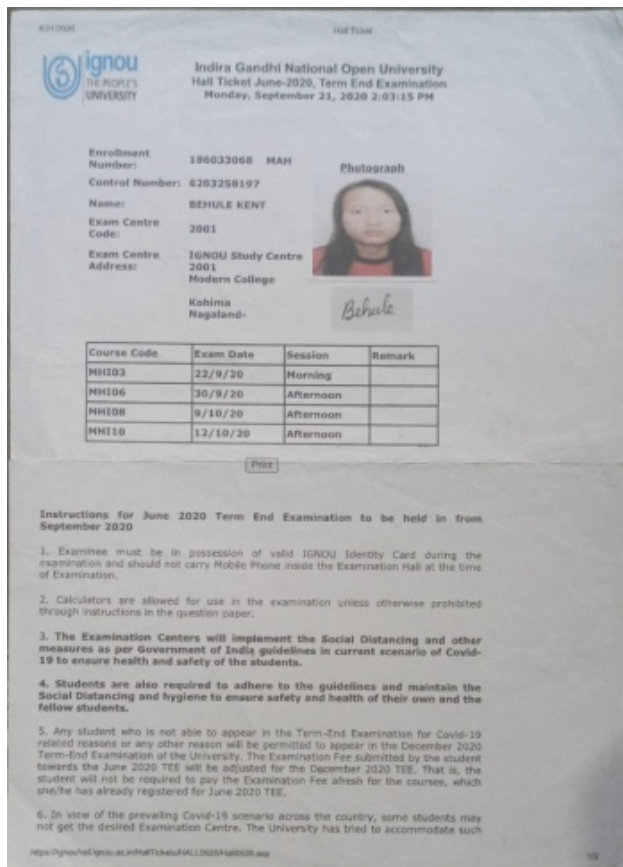 9/21/2020 Hall Ticket
ignou
THE PEOPLE'S
UNIVERSITY
Indira Gandhi National Open University
Hall Ticket June-2020, Term End Examination
Monday, September 21, 2020 2:03:15 PM
Enrollment
Number: 186033068 MAH
Control Number: 6203258197
Name: BEHULE KENT
Exam Centre
Code: 2001
Exam Centre
Address: IGNOU Study Centre
2001
Modern College
Kohima
Nagaland-
Photograph
Behule
Course Code Exam Date Session Remark
MHI03 22/9/20 Morning
MHI06 30/9/20 Afternoon
MHI08 9/10/20 Afternoon
MHI10 12/10/20 Afternoon
Print
Instructions for June 2020 Term End Examination to be held in from
September 2020
1. Examinee must be in possession of valid IGNOU Identity Card during the
examination and should not carry Mobile Phone inside the Examination Hall at the time
of Examination.
2. Calculators are allowed for use in the examination unless otherwise prohibited
through instructions in the question paper.
3. The Examination Centers will implement the Social Distancing and other
measures as per Government of India guidelines in current scenario of Covid-
19 to ensure health and safety of the students.
4. Students are also required to adhere to the guidelines and maintain the
Social Distancing and hygiene to ensure safety and health of their own and the
fellow students.
5. Any student who is not able to appear in the Term-End Examination for Covid-19
related reasons or any other reason will be permitted to appear in the December 2020
Term-End Examination of the University. The Examination Fee submitted by the student
towards the June 2020 TEE will be adjusted for the December 2020 TEE. That is, the
student will not be required to pay the Examination Fee afresh for the courses, which
she/he has already registered for June 2020 TEE.
6. In view of the prevailing Covid-19 scenario across the country, some students may
not get the desired Examination Centre. The University has tried to accommodate such
1/2